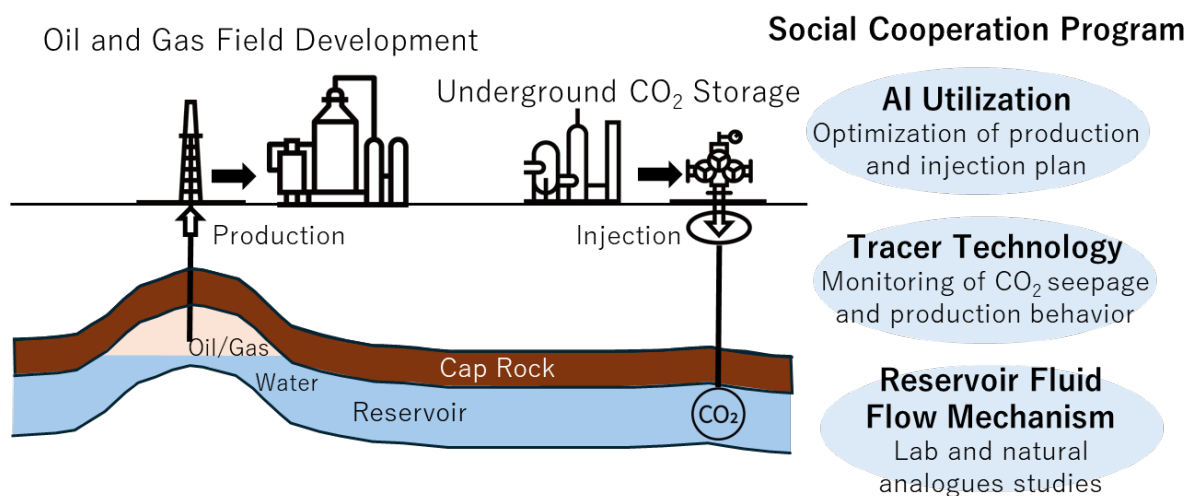 Oil and Gas Field Development
Underground CO₂ Storage
Production
Injection
Oil/Gas
Water
Cap Rock
Reservoir
CO₂
Social Cooperation Program
AI Utilization
Optimization of production
and injection plan
Tracer Technology
Monitoring of CO₂ seepage
and production behavior
Reservoir Fluid
Flow Mechanism
Lab and natural
analogues studies